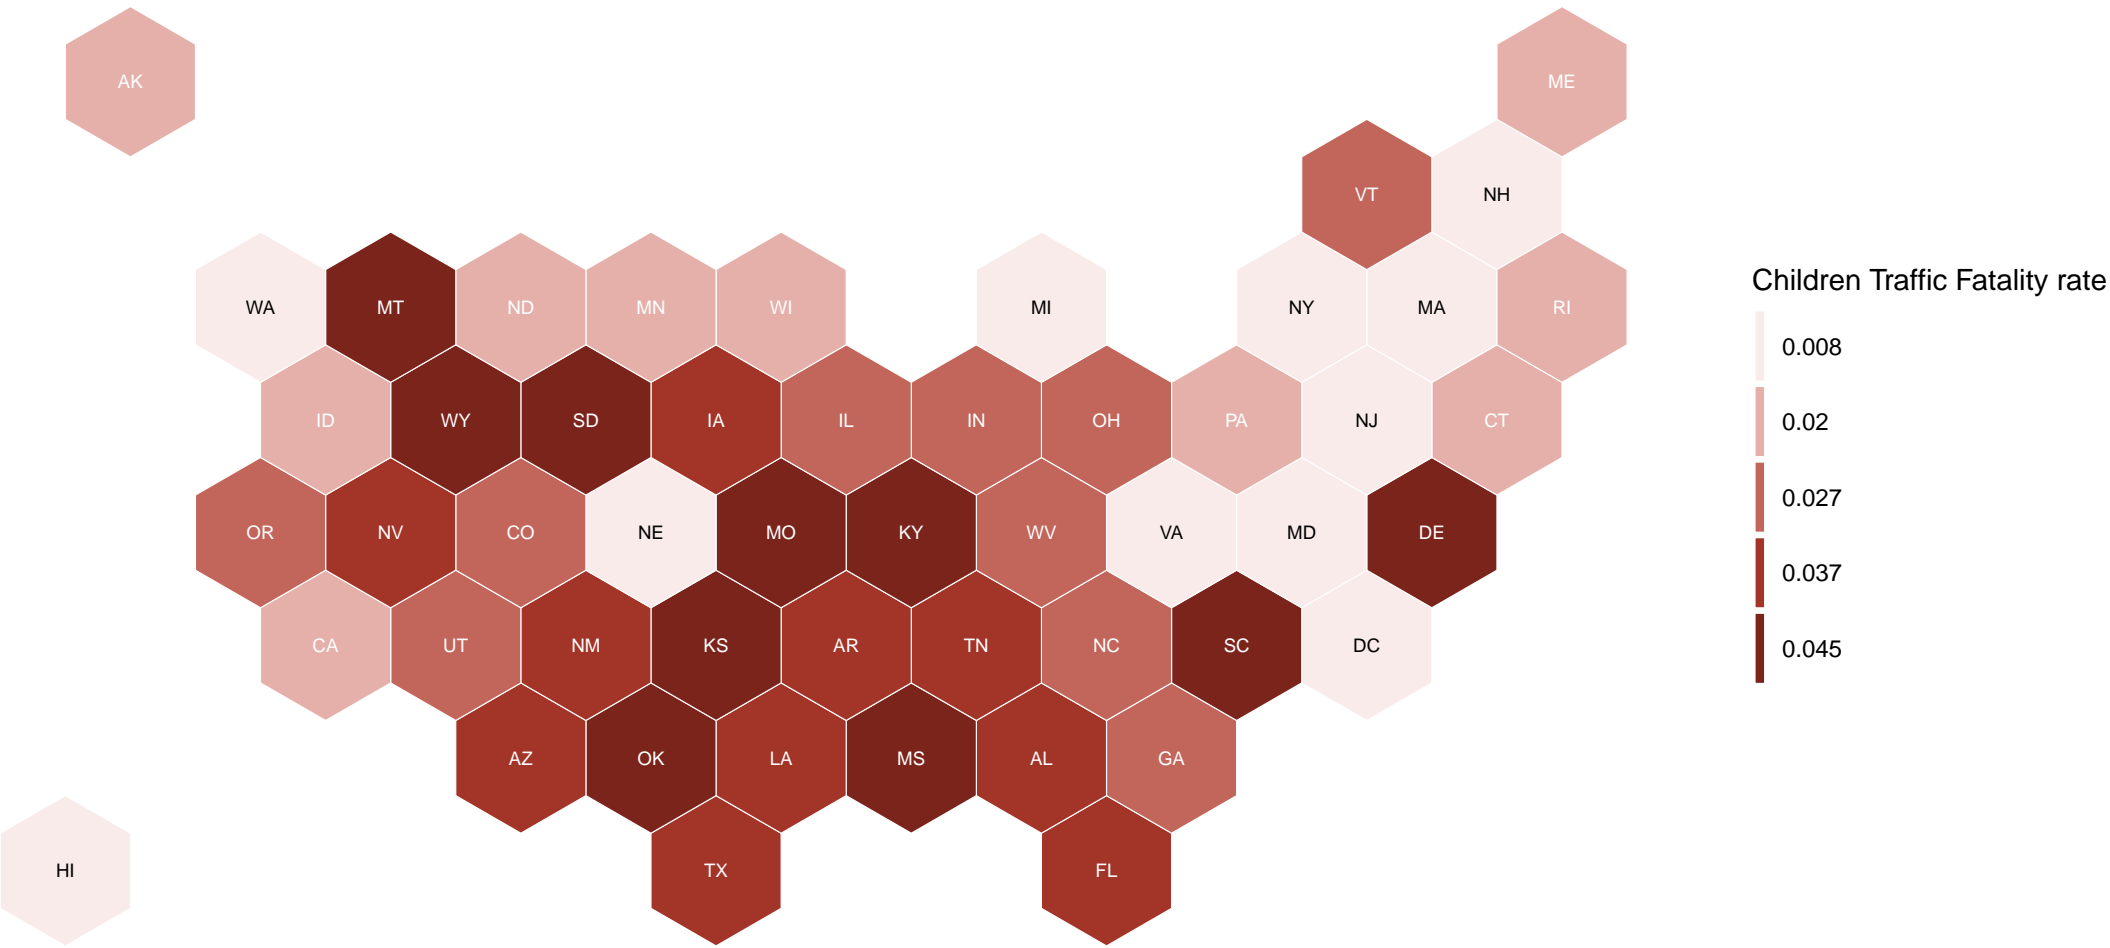 AK
ME
VT
NH
WA
MT
ND
MN
WI
MI
NY
MA
RI
ID
WY
SD
IA
IL
IN
OH
PA
NJ
CT
OR
NV
CO
NE
MO
KY
WV
VA
MD
DE
CA
UT
NM
KS
AR
TN
NC
SC
DC
AZ
OK
LA
MS
AL
GA
HI
TX
FL
Children Traffic Fatality rate
0.008
0.02
0.027
0.037
0.045